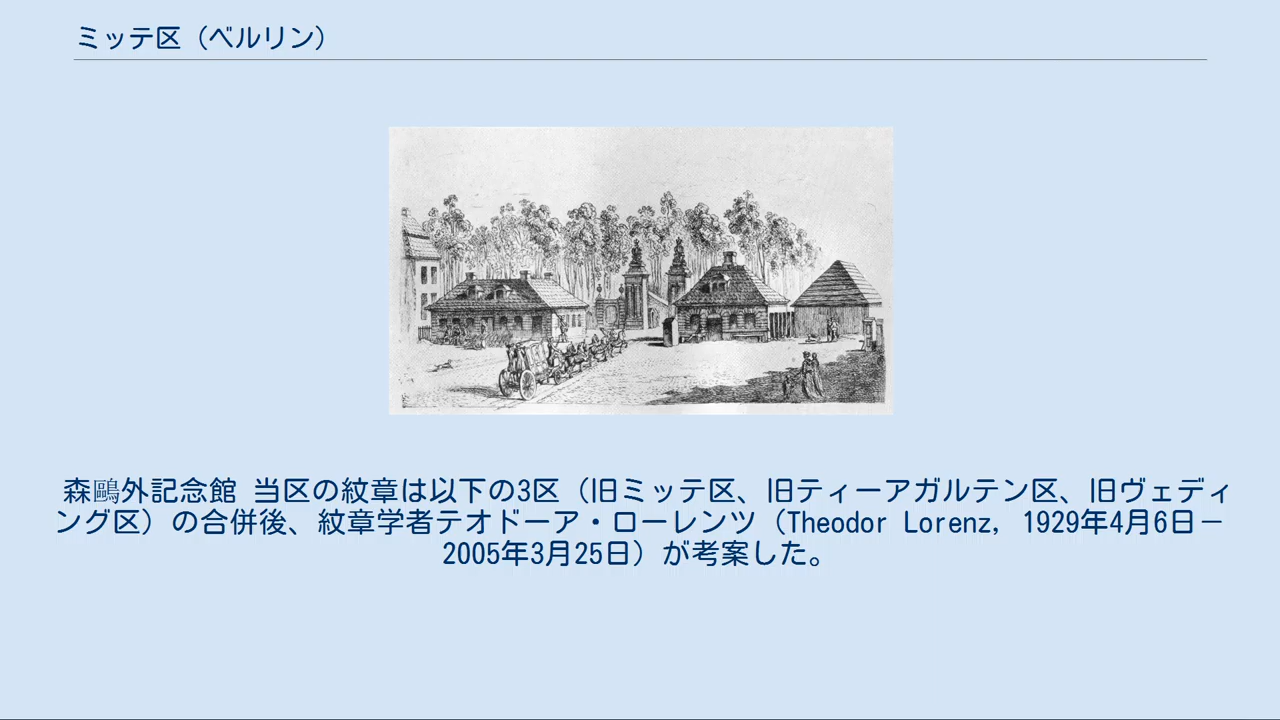 ミッテ区（ベルリン）
森鷗外記念館 当区の紋章は以下の3区（旧ミッテ区、旧ティーアガルテン区、旧ヴェディ
ング区）の合併後、紋章学者テオドーア・ローレンツ（Theodor Lorenz, 1929年4月6日－
2005年3月25日）が考案した。